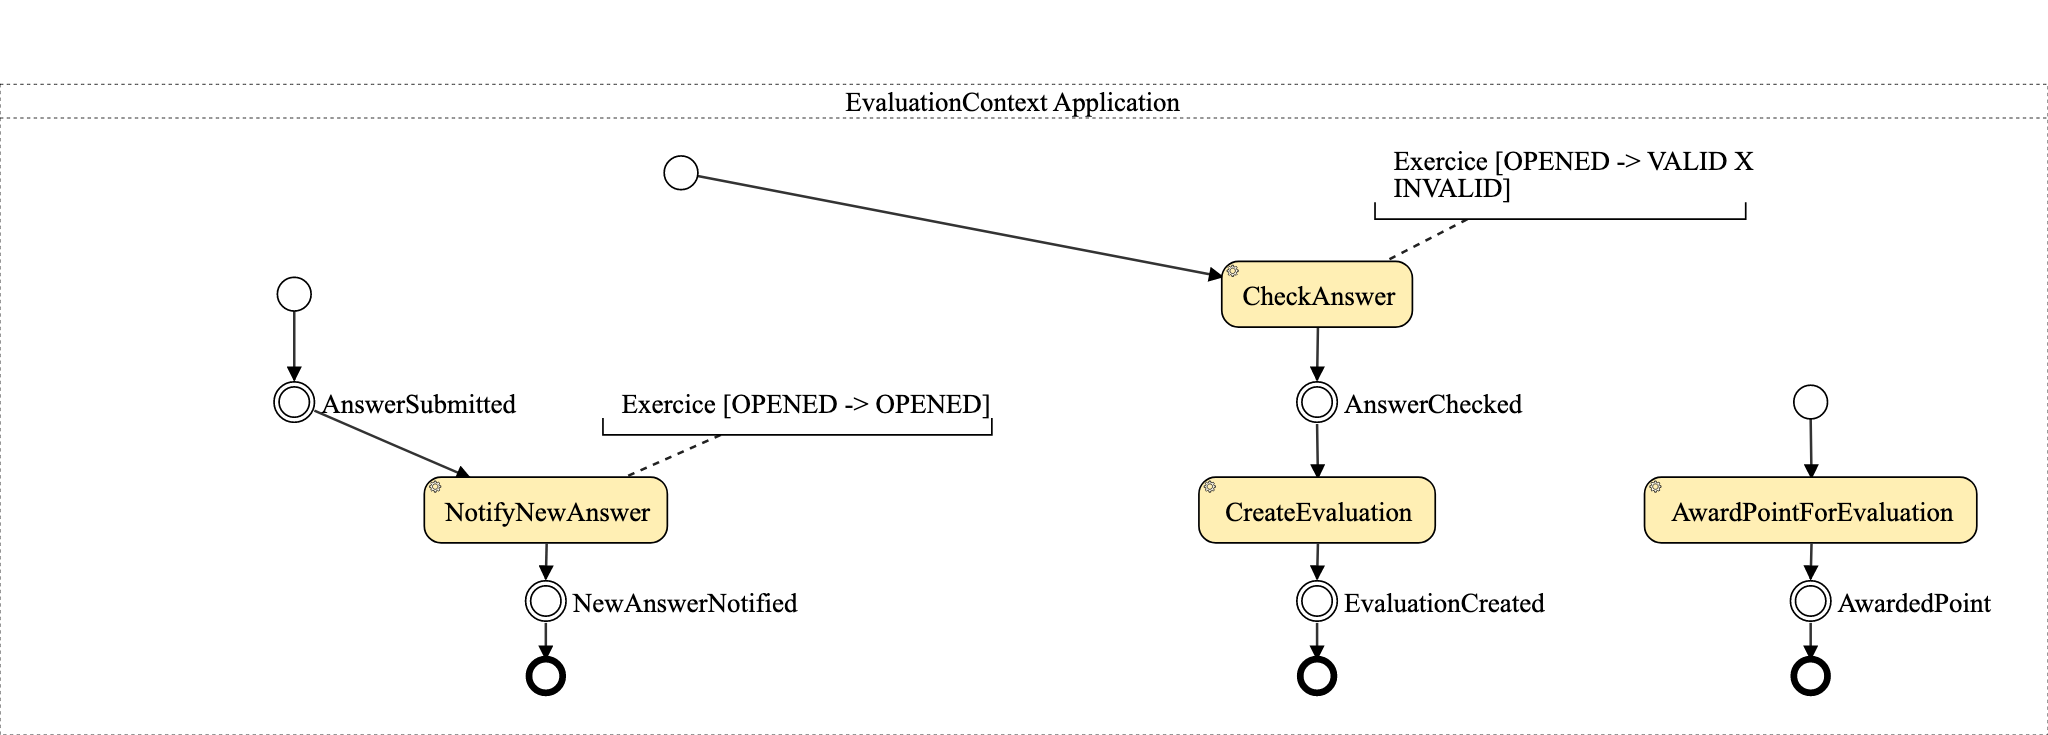 EvaluationContext Application
Exercice [OPENED -> VALID X
INVALID]
CheckAnswer
AnswerSubmitted
Exercice [OPENED -> OPENED]
AnswerChecked
NotifyNewAnswer
CreateEvaluation
AwardPointForEvaluation
NewAnswerNotified
EvaluationCreated
AwardedPoint